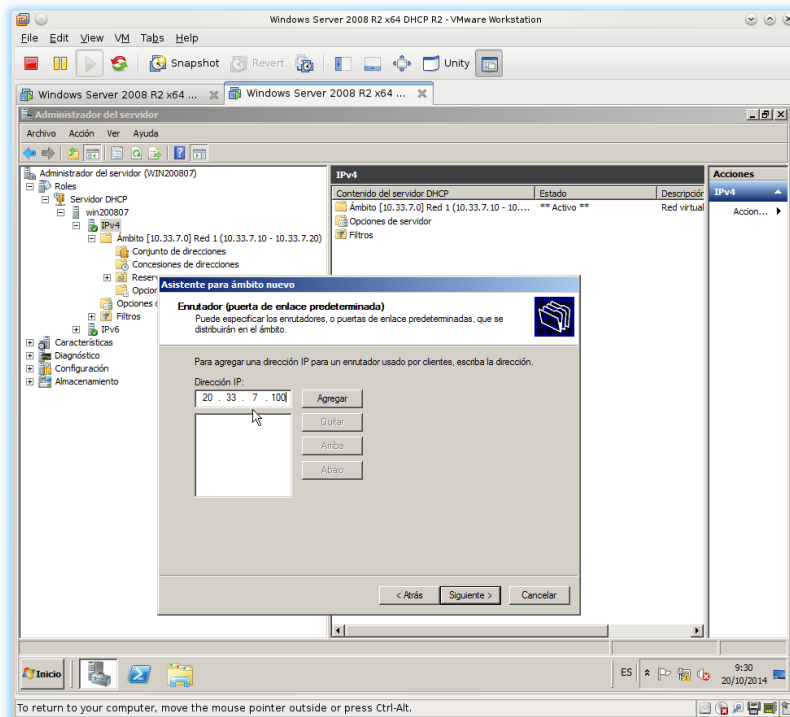 Windows Server 2008 R2 x64 DHCP R2 - VMware Workstation
File Edit View VM Tabs Help
Snapshot Revert Unity
Windows Server 2008 R2 x64 ... Windows Server 2008 R2 x64 ...
Administrador del servidor
Archivo Acción Ver Ayuda
Administrador del servidor (WIN200807)
Roles
Servidor DHCP
win200807
IPv4
Ámbito [10.33.7.0] Red 1 (10.33.7.10 - 10.33.7.20)
Conjunto de direcciones
Concesiones de direcciones
Reser
Opcior
Opciones
Filtros
IPv6
Características
Diagnóstico
Configuración
Almacenamiento
IPv4
Contenido del servidor DHCP Estado Descripción
Ámbito [10.33.7.0] Red 1 (10.33.7.10 - 10.... ** Activo ** Red virtual
Opciones de servidor
Filtros
Acciones
IPv4
Accion...
Asistente para ámbito nuevo
Enrutador (puerta de enlace predeterminada)
Puede especificar los enrutadores, o puertas de enlace predeterminadas, que se
distribuirán en el ámbito.
Para agregar una dirección IP para un enrutador usado por clientes, escriba la dirección.
Dirección IP:
20 . 33 . 7 . 100 Agregar
Quitar
Arriba
Abajo
< Atrás Siguiente > Cancelar
Inicio ES 9:30
20/10/2014
To return to your computer, move the mouse pointer outside or press Ctrl-Alt.